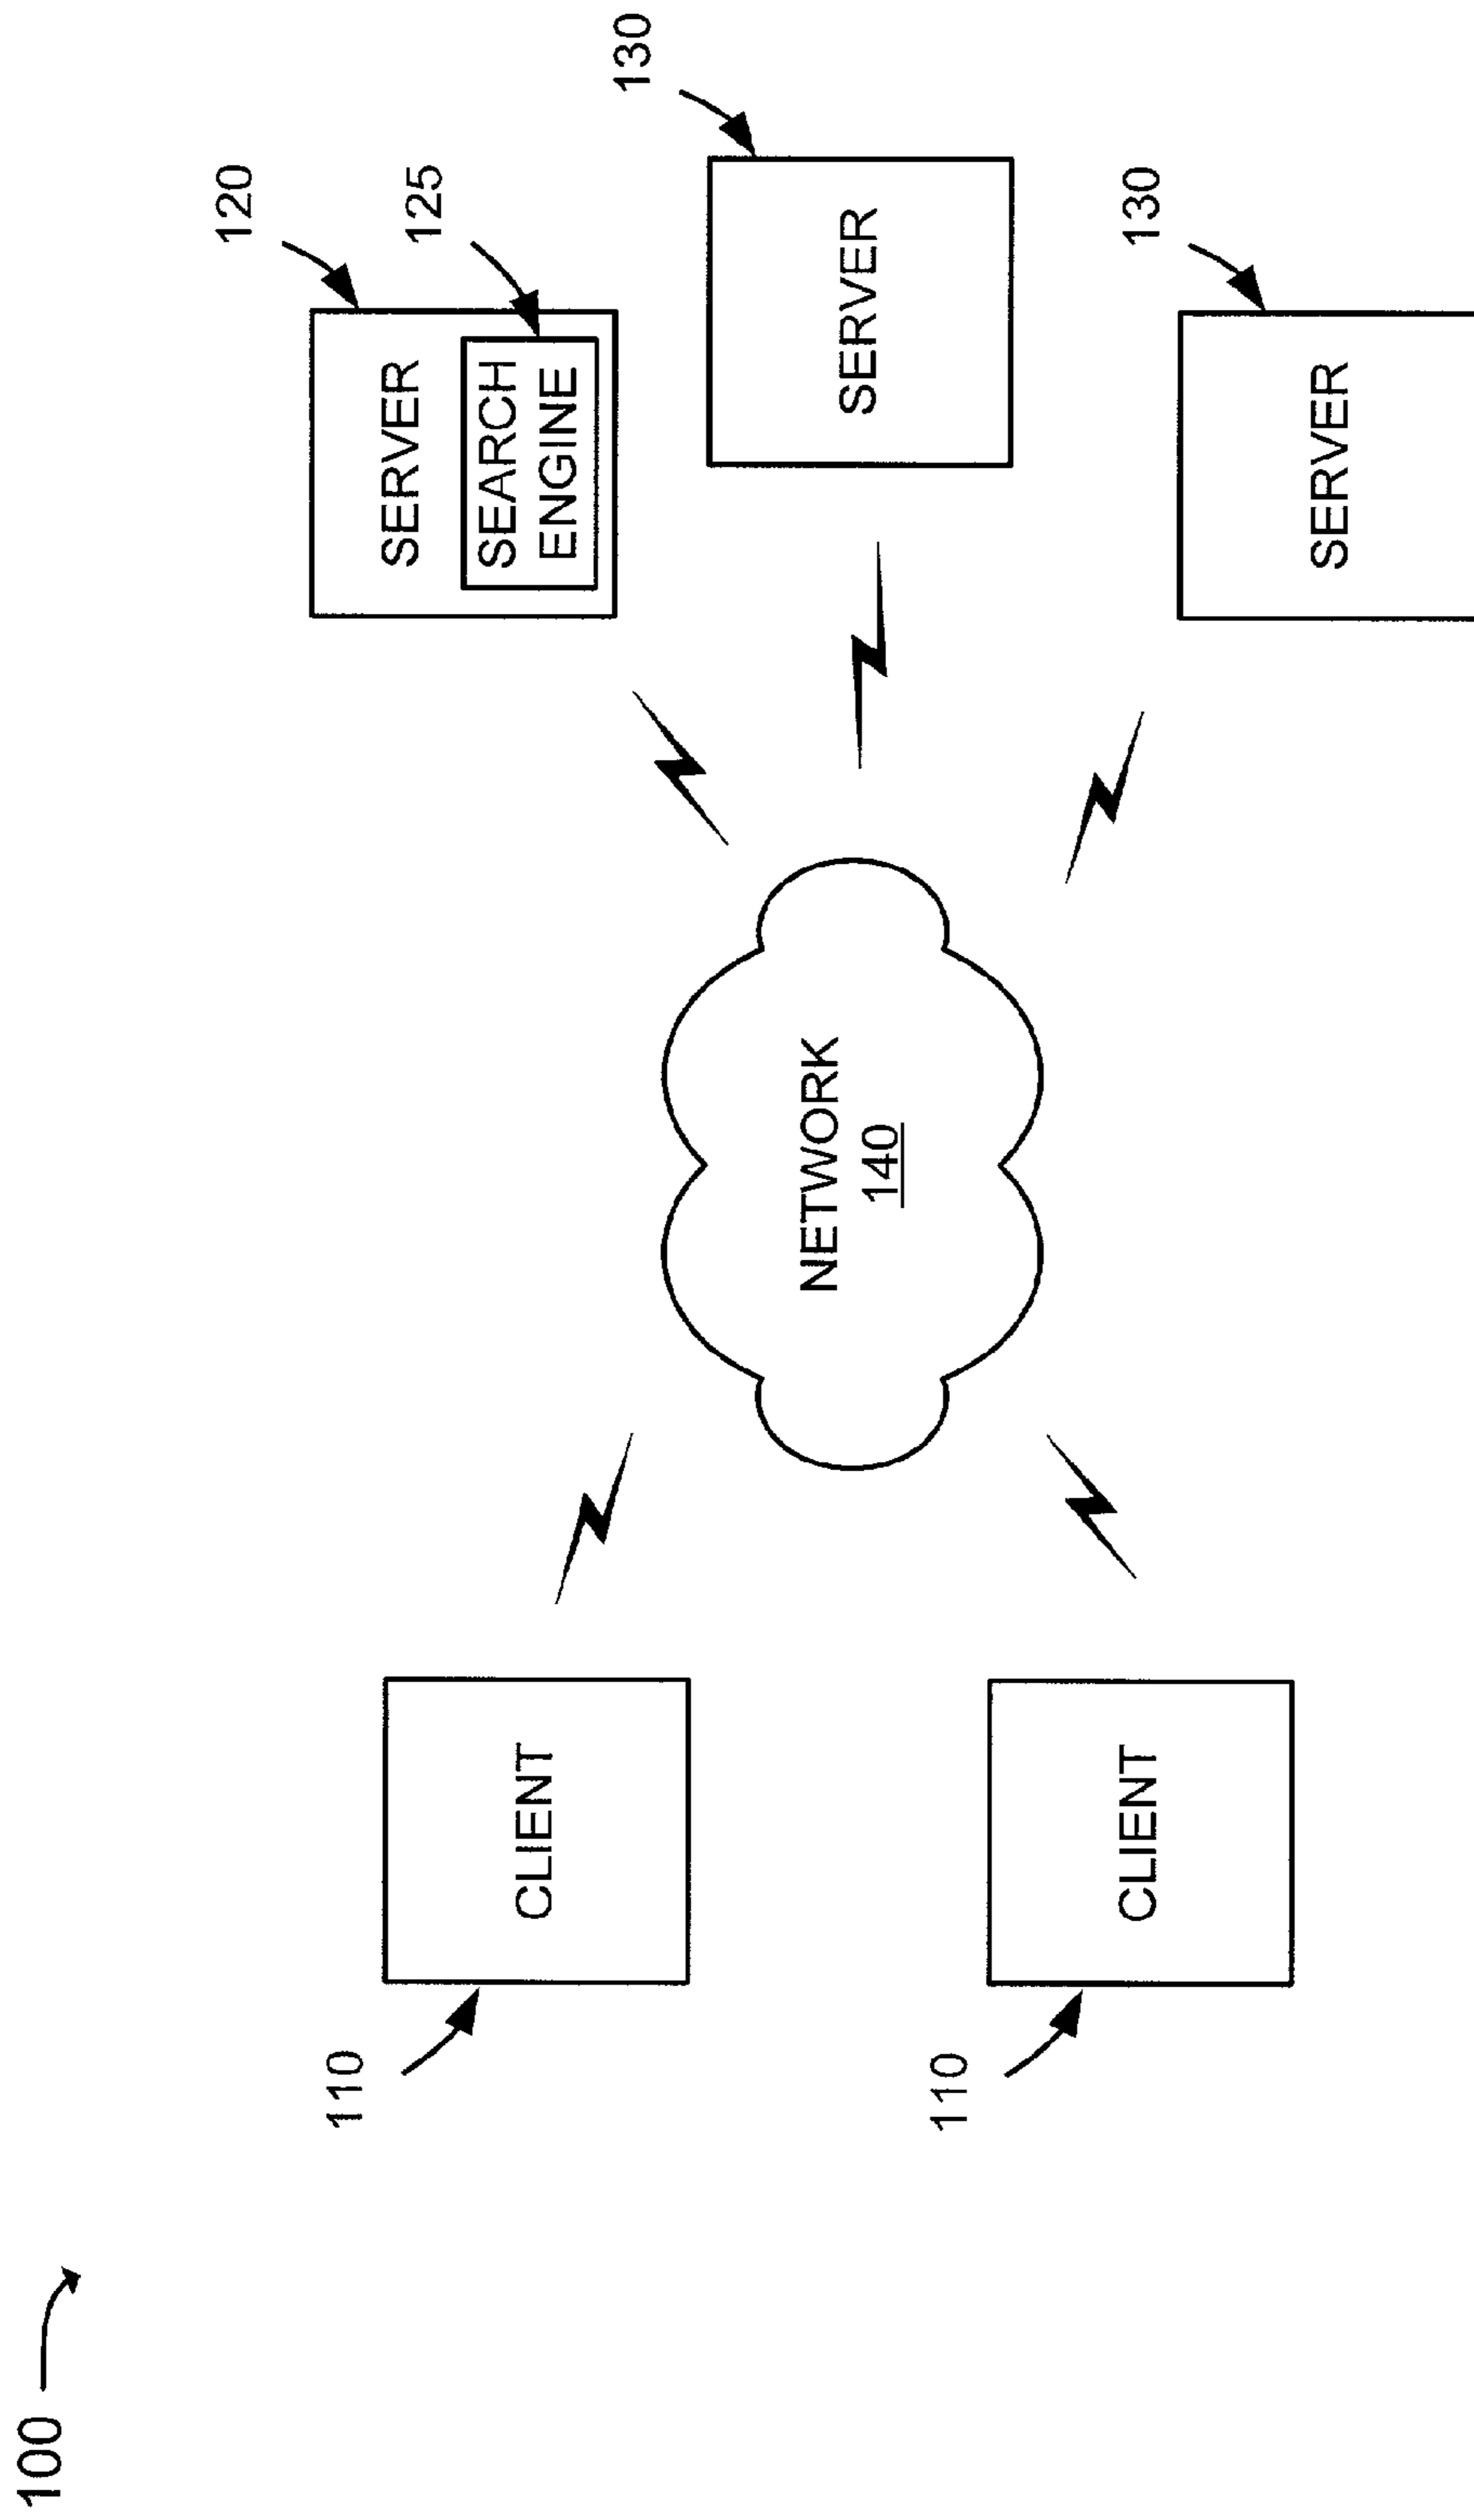 100
110
CLIENT
110
CLIENT
NETWORK
140
120
SERVER
125
SEARCH
ENGINE
130
SERVER
130
SERVER